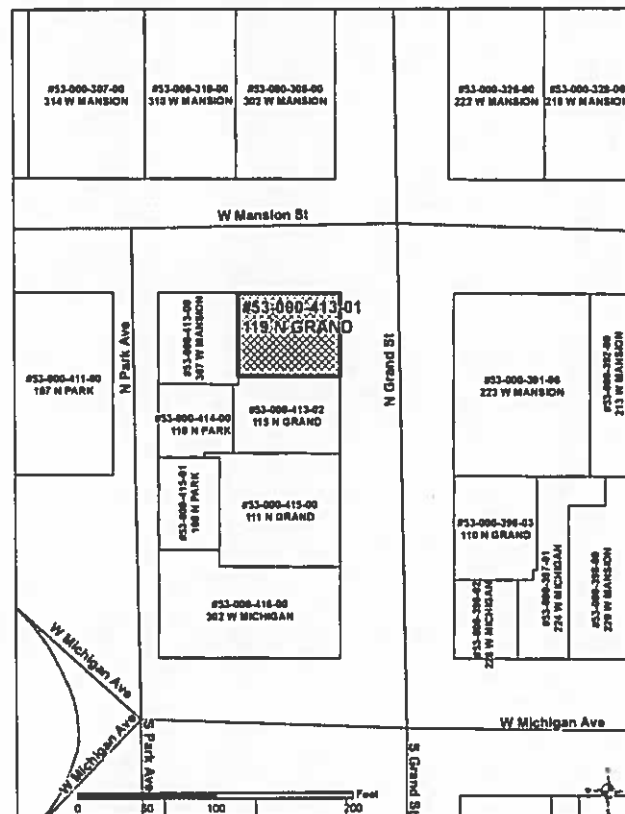 #53-000-307-00
314 W MANSION
#53-000-310-00
310 W MANSION
#53-000-308-00
302 W MANSION
#53-000-326-00
222 W MANSION
#53-000-328-00
218 W MANSION
W Mansion St
N Park Ave
N Grand St
#53-000-413-00
307 W MANSION
#53-000-413-01
119 N GRAND
#53-000-411-00
107 N PARK
#53-000-391-00
223 W MANSION
#53-000-392-00
213 W MANSION
#53-000-414-00
110 N PARK
#53-000-413-02
115 N GRAND
#53-000-415-01
108 N PARK
#53-000-415-00
111 N GRAND
#53-000-396-03
110 N GRAND
#53-000-397-01
224 W MICHIGAN
#53-000-398-00
220 W MANSION
#53-000-416-00
302 W MICHIGAN
228 W MICHIGAN
W Michigan Ave
W Michigan Ave
W Michigan Ave
S Park Ave
S. Grand
Feet
0 50 100 200